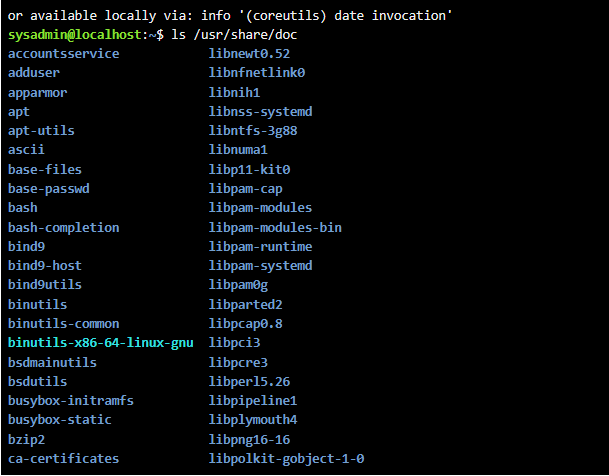 or available locally via: info '(coreutils) date invocation'
sysadmin@localhost:~$ ls /usr/share/doc
accountsservice           libnewt0.52
adduser                   libnfnetlink0
apparmor                  libnih1
apt                       libnss-systemd
apt-utils                 libntfs-3g88
ascii                     libnuma1
base-files                libp11-kit0
base-passwd               libpam-cap
bash                      libpam-modules
bash-completion           libpam-modules-bin
bind9                     libpam-runtime
bind9-host                libpam-systemd
bind9utils                libpam0g
binutils                  libparted2
binutils-common           libpcap0.8
binutils-x86-64-linux-gnu libpci3
bsdmainutils              libpcre3
bsdutils                  libperl5.26
busybox-initramfs         libpipeline1
busybox-static            libplymouth4
bzip2                     libpng16-16
ca-certificates           libpolkit-gobject-1-0